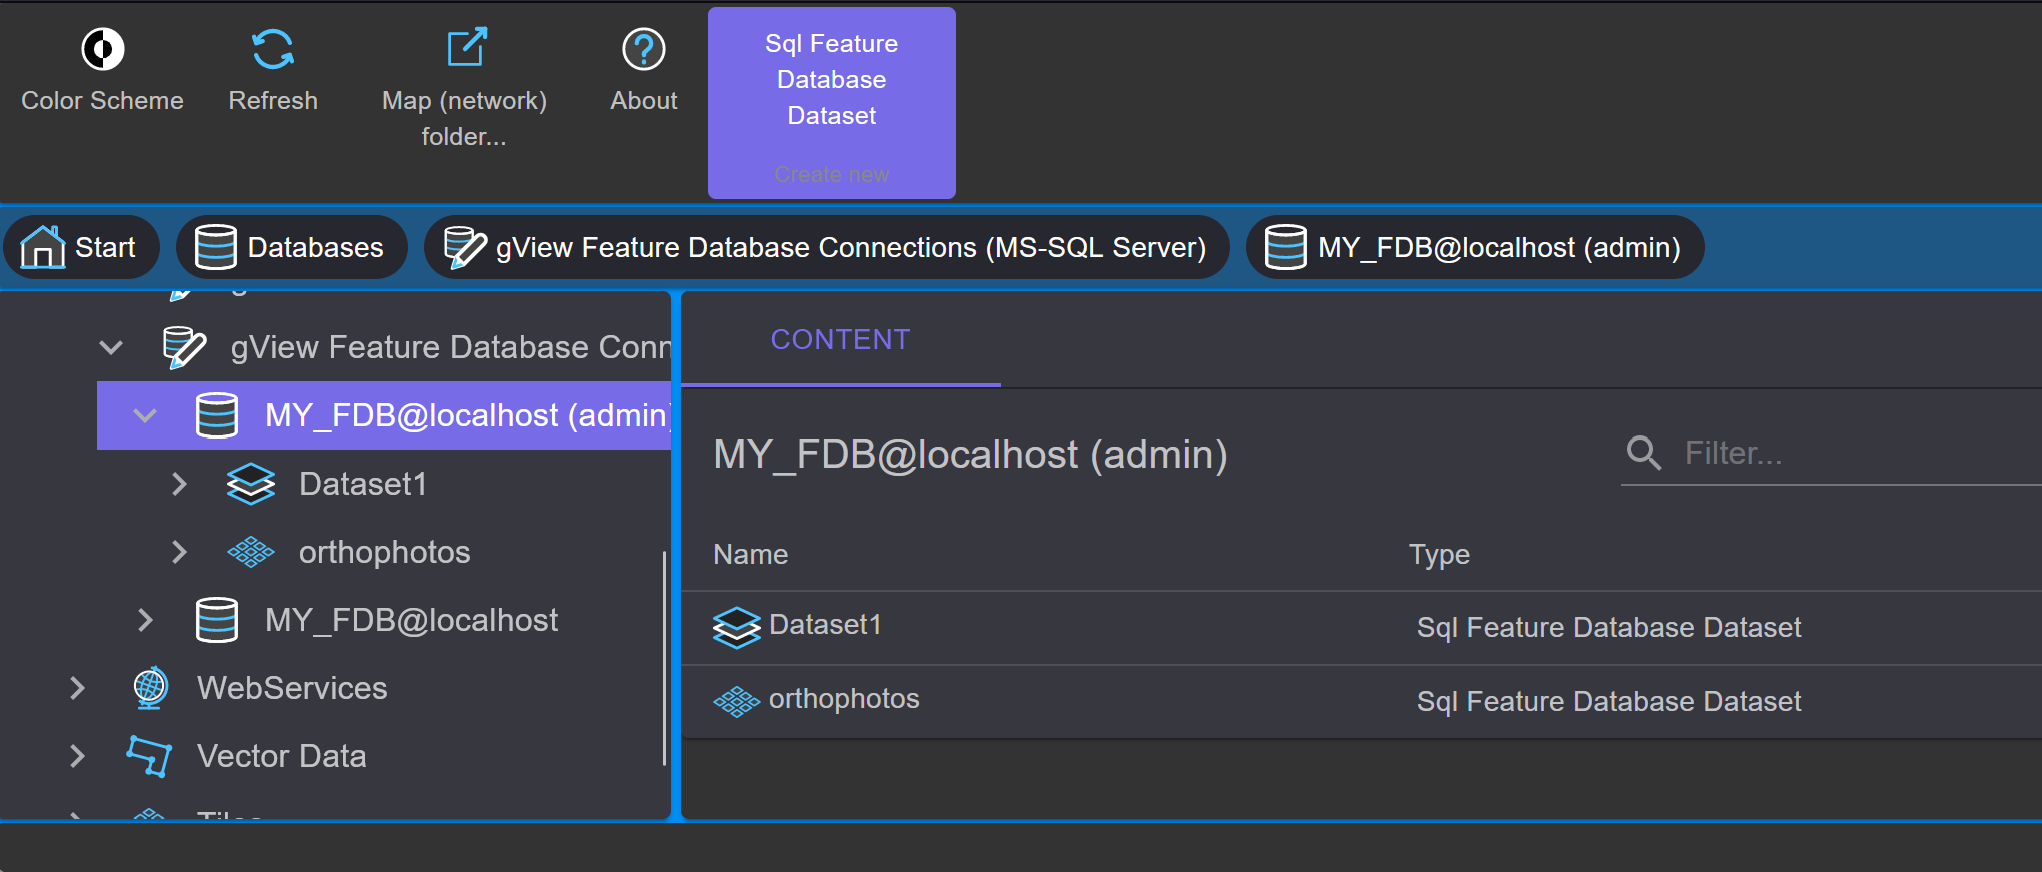 Color Scheme
Refresh
Map (network)
folder...
About
Sql Feature
Database
Dataset
Create new
Start
Databases
gView Feature Database Connections (MS-SQL Server)
MY_FDB@localhost (admin)
gView Feature Database Conn
MY_FDB@localhost (admin)
Dataset1
orthophotos
MY_FDB@localhost
WebServices
Vector Data
CONTENT
MY_FDB@localhost (admin)
Filter...
Name
Type
Dataset1
Sql Feature Database Dataset
orthophotos
Sql Feature Database Dataset